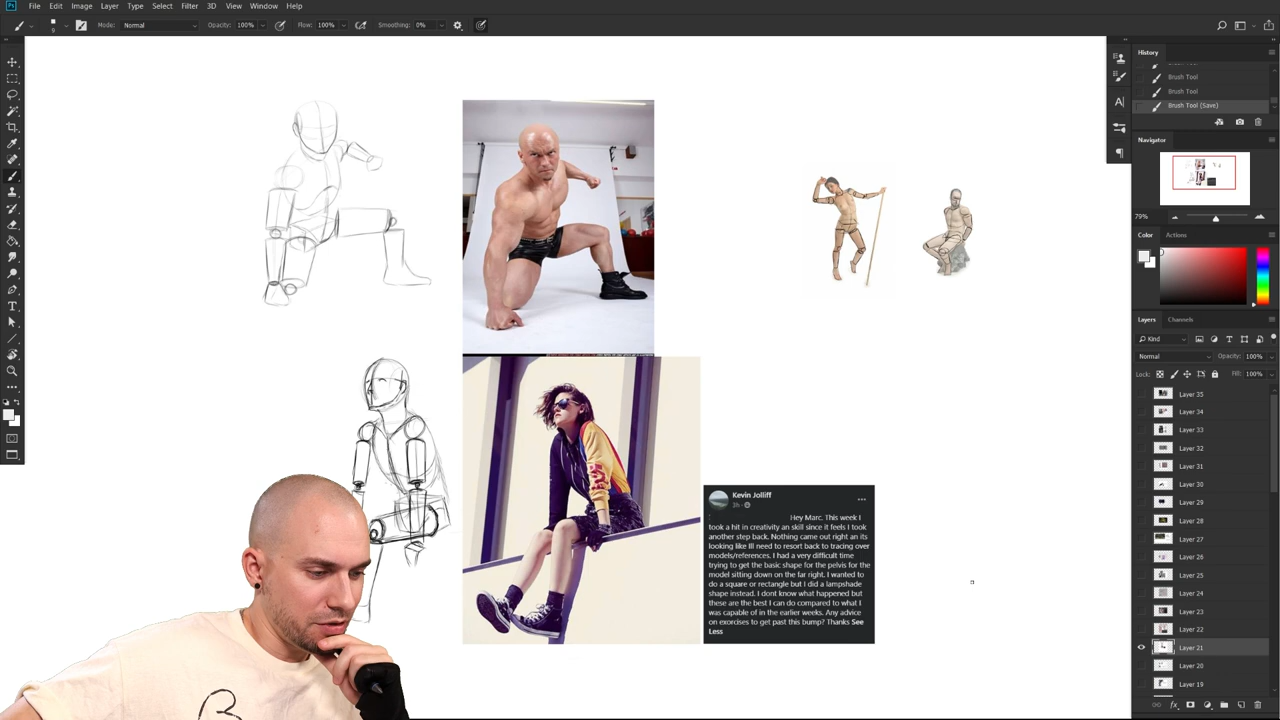 Ps File Edit Image Layer Type Select Filter 3D View Window Help
9 Mode: Normal Opacity: 100% Flow: 100% Smoothing: 0%
History
Brush Tool
Brush Tool
Brush Tool (Save)
Navigator
79%
Color Actions
Layers Channels
Kind
Normal Opacity: 100%
Lock: Fill: 100%
Layer 35
Layer 34
Layer 33
Layer 32
Layer 31
Layer 30
Layer 29
Layer 28
Layer 27
Layer 26
Layer 25
Layer 24
Layer 23
Layer 22
Layer 21
Layer 20
Layer 19
Kevin Jolliff
3h
Hey Marc. This week I
took a hit in creativity an skill since it feels I took
another step back. Nothing came out right an its
looking like Ill need to resort back to tracing over
models/references. I had a very difficult time
trying to get the basic shape for the pelvis for the
model sitting down on the far right. I wanted to
do a square or rectangle but I did a lampshade
shape instead. I dont know what happened but
these are the best I can do compared to what I
was capable of in the earlier weeks. Any advice
on exorcises to get past this bump? Thanks See
Less